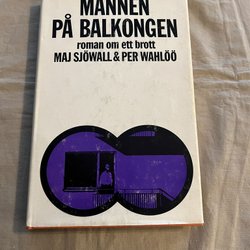 MANNEN
PÅ BALKONGEN
roman om ett brott
MAJ SJÖWALL & PER WAHLÖÖ